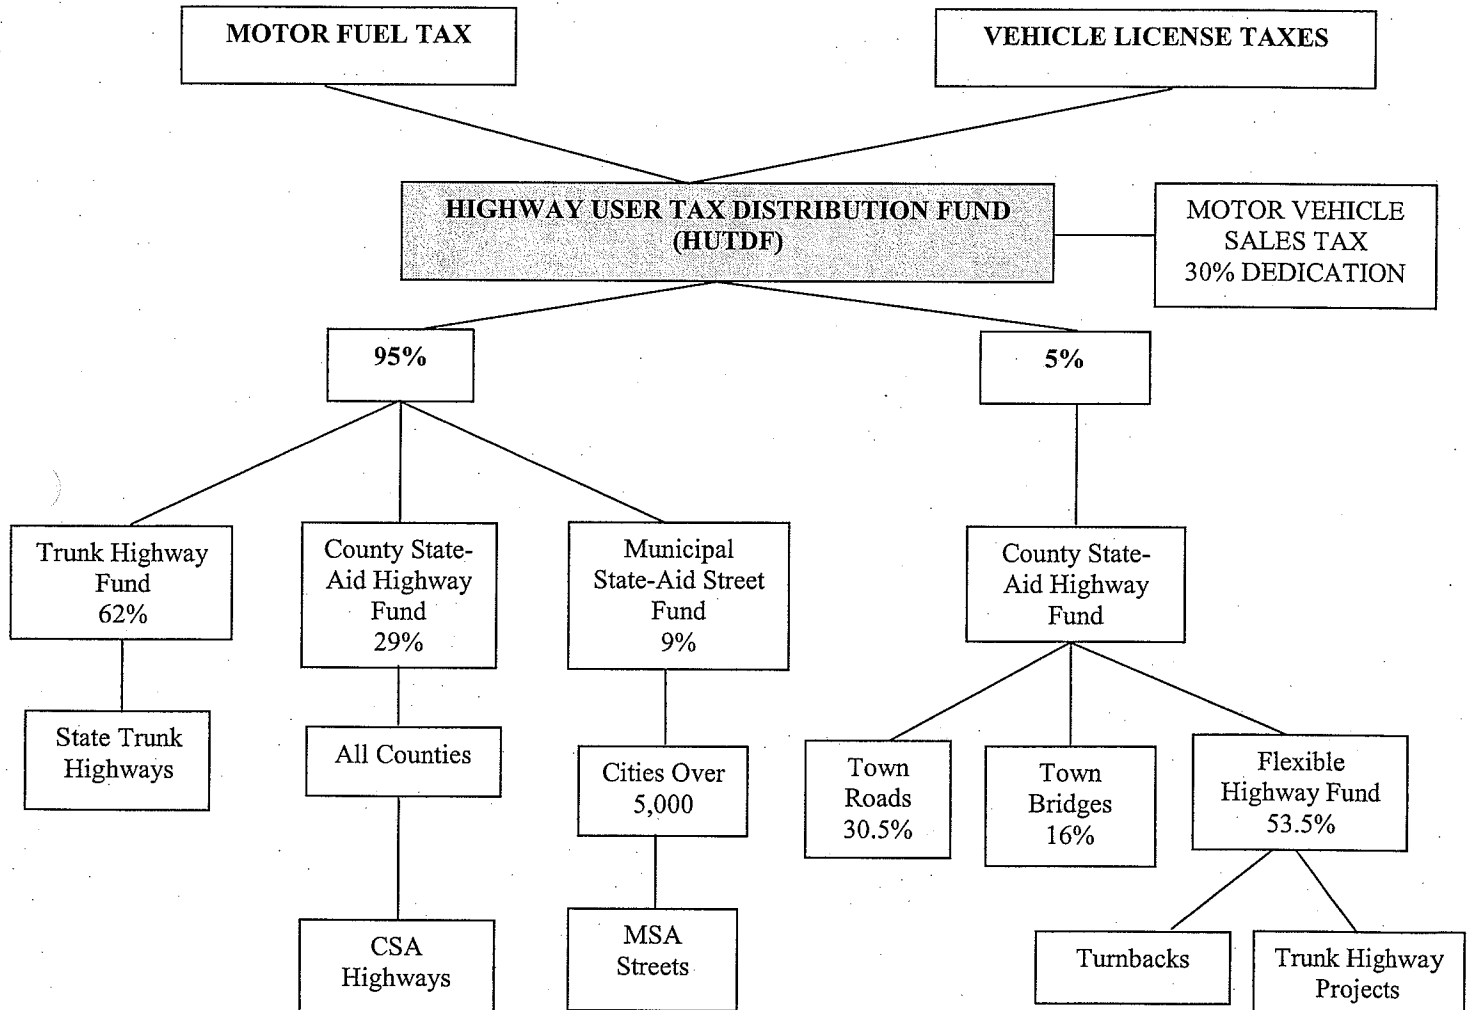 MOTOR FUEL TAX
VEHICLE LICENSE TAXES
HIGHWAY USER TAX DISTRIBUTION FUND
(HUTDF)
MOTOR VEHICLE
SALES TAX
30% DEDICATION
95%
5%
Trunk Highway
Fund
62%
County State-
Aid Highway
Fund
29%
Municipal
State-Aid Street
Fund
9%
County State-
Aid Highway
Fund
State Trunk
Highways
All Counties
Cities Over
5,000
Town
Roads
30.5%
Town
Bridges
16%
Flexible
Highway Fund
53.5%
CSA
Highways
MSA
Streets
Turnbacks
Trunk Highway
Projects